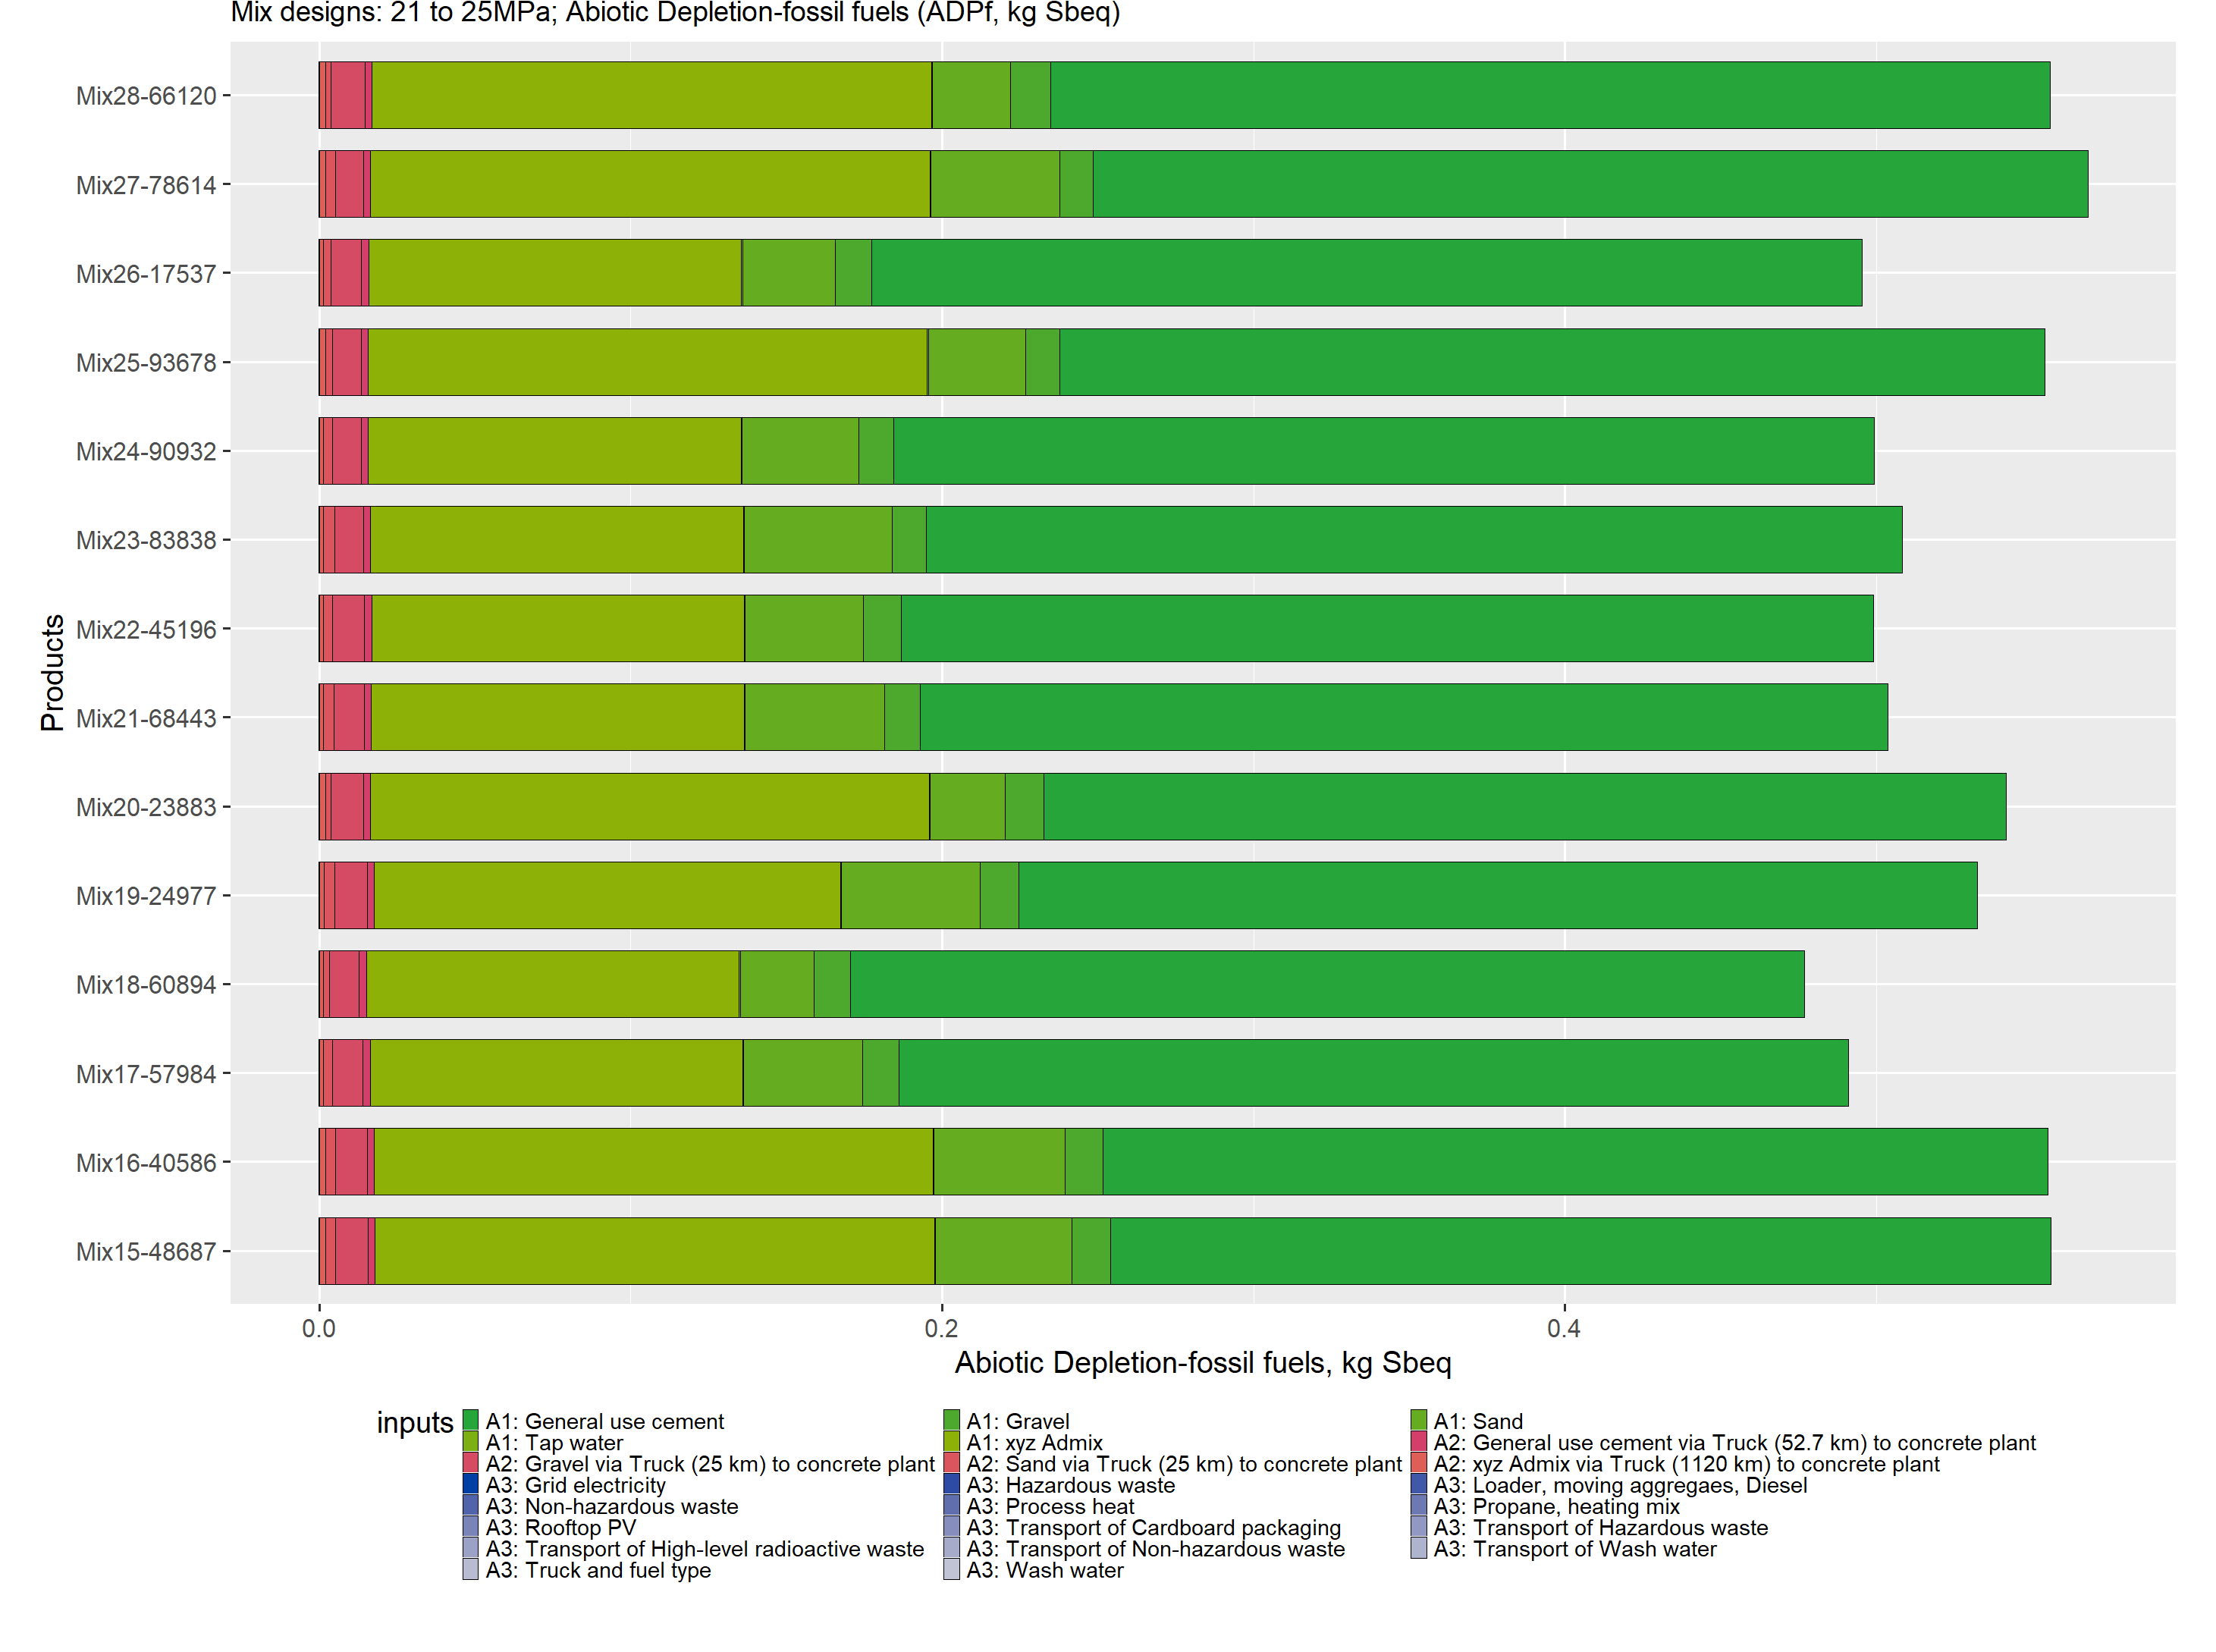 Mix designs: 21 to 25MPa; Abiotic Depletion-fossil fuels (ADPf, kg Sbeq)
Products
Mix28-66120
Mix27-78614
Mix26-17537
Mix25-93678
Mix24-90932
Mix23-83838
Mix22-45196
Mix21-68443
Mix20-23883
Mix19-24977
Mix18-60894
Mix17-57984
Mix16-40586
Mix15-48687
0.0 0.2 0.4
Abiotic Depletion-fossil fuels, kg Sbeq
inputs
A1: General use cement A1: Gravel A1: Sand
A1: Tap water A1: xyz Admix A2: General use cement via Truck (52.7 km) to concrete plant
A2: Gravel via Truck (25 km) to concrete plant A2: Sand via Truck (25 km) to concrete plant A2: xyz Admix via Truck (1120 km) to concrete plant
A3: Grid electricity A3: Hazardous waste A3: Loader, moving aggregaes, Diesel
A3: Non-hazardous waste A3: Process heat A3: Propane, heating mix
A3: Rooftop PV A3: Transport of Cardboard packaging A3: Transport of Hazardous waste
A3: Transport of High-level radioactive waste A3: Transport of Non-hazardous waste A3: Transport of Wash water
A3: Truck and fuel type A3: Wash water